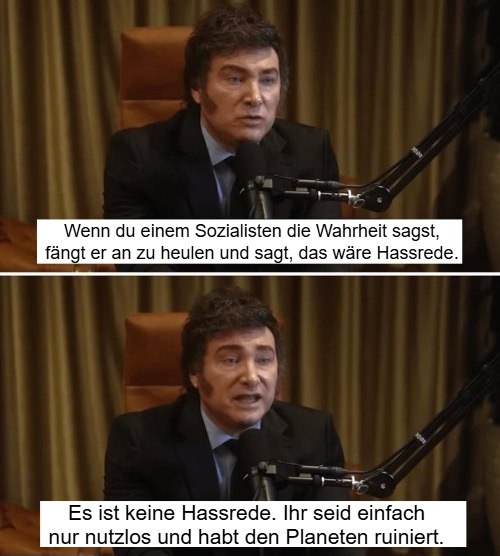 Wenn du einem Sozialisten die Wahrheit sagst,
fängt er an zu heulen und sagt, das wäre Hassrede.
Es ist keine Hassrede. Ihr seid einfach
nur nutzlos und habt den Planeten ruiniert.